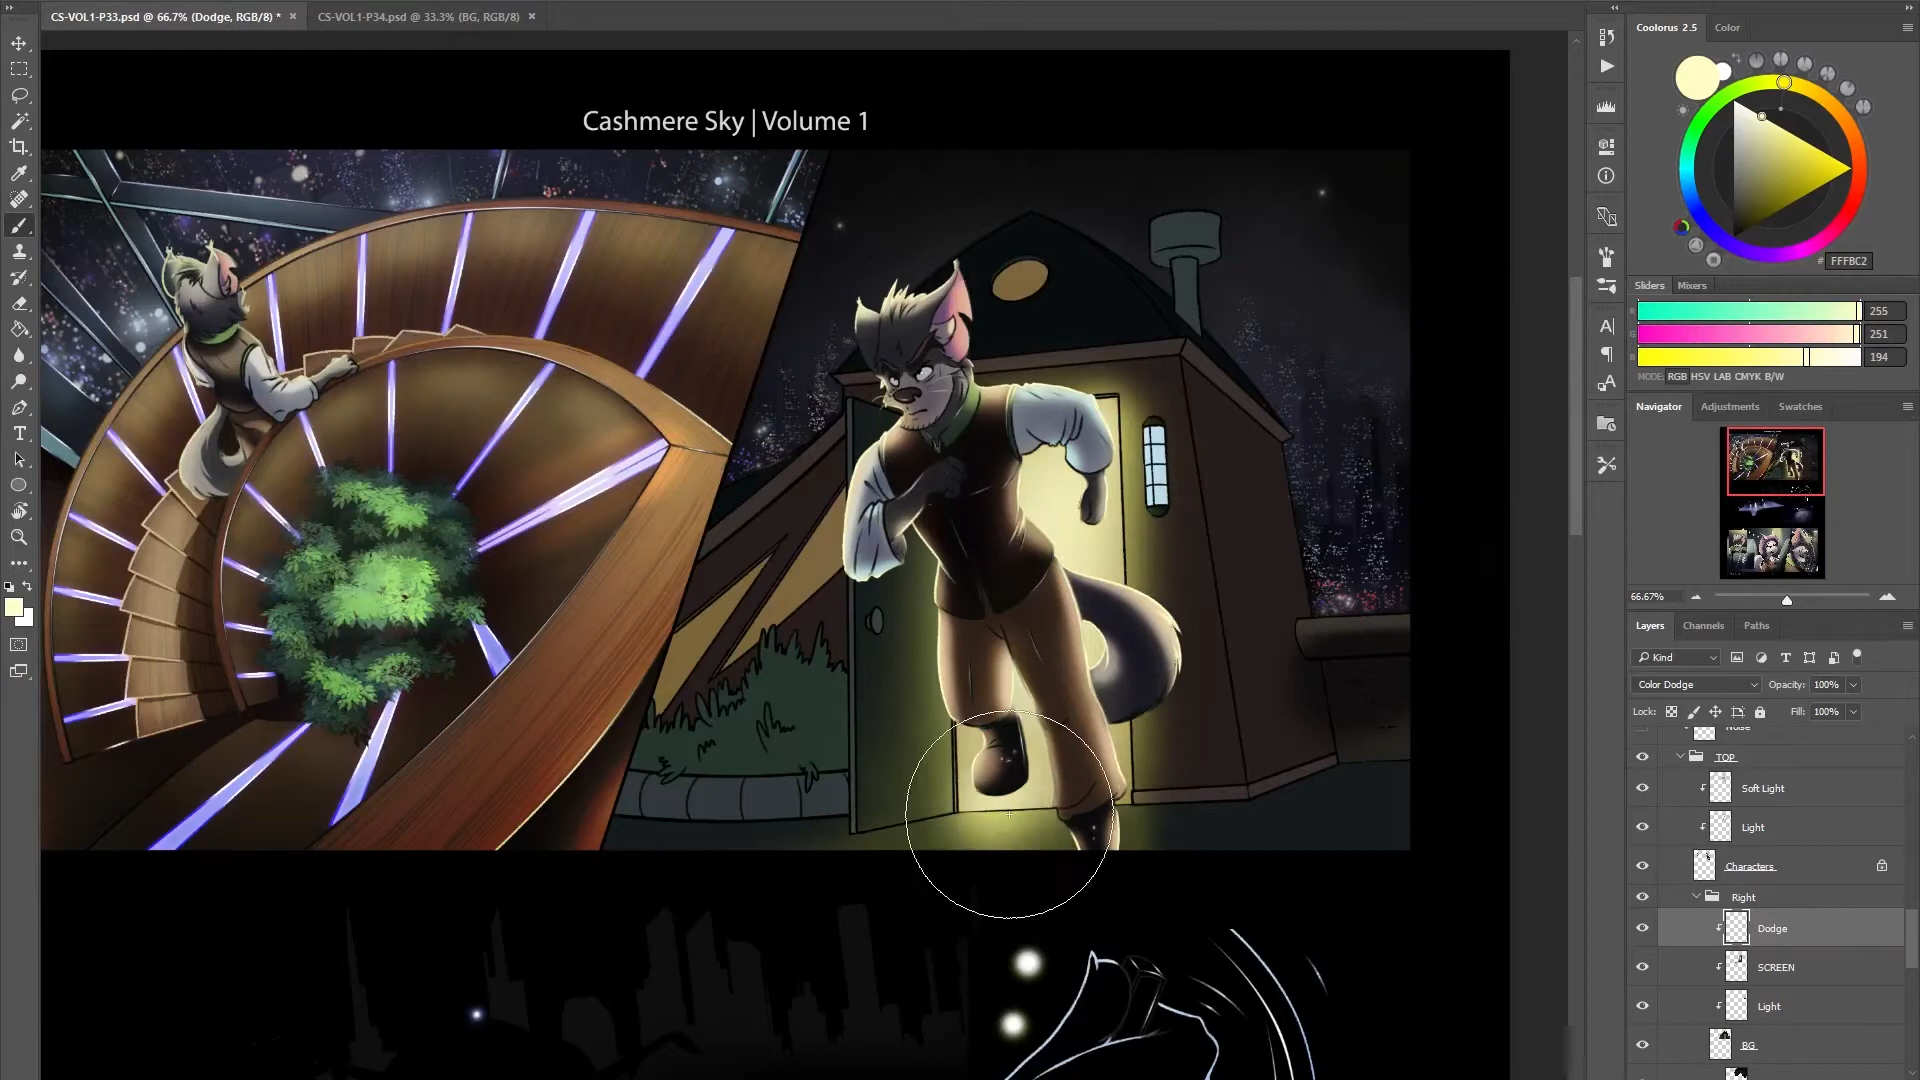 CS-VOL1-P33.psd @ 66.7% (Dodge, RGB/8) *
CS-VOL1-P34.psd @ 33.3% (BG, RGB/8)
Cashmere Sky | Volume 1
Coolorus 2.5
Color
# FFFBC2
Sliders
Mixers
R
255
G
251
B
194
MODE: RGB HSV LAB CMYK B/W
Navigator
Adjustments
Swatches
66.67%
Layers
Channels
Paths
Kind
Color Dodge
Opacity: 100%
Lock:
Fill: 100%
Noise
TOP
Soft Light
Light
Characters
Right
Dodge
SCREEN
Light
BG